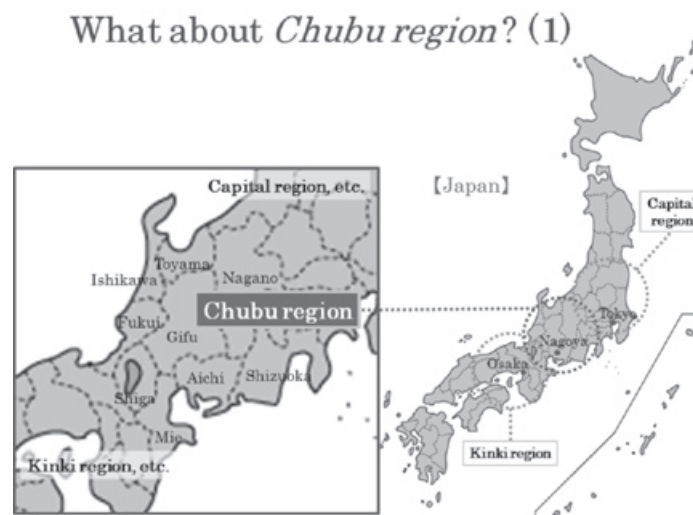 What about Chubu region? (1)
Capital region, etc.
【Japan】
Capital
region
Toyama
Ishikawa
Nagano
Chubu region
Fukui
Gifu
Tokyo
Nagoya
Aichi
Shizuoka
Osaka
Shiga
Mie
Kinki region, etc.
Kinki region